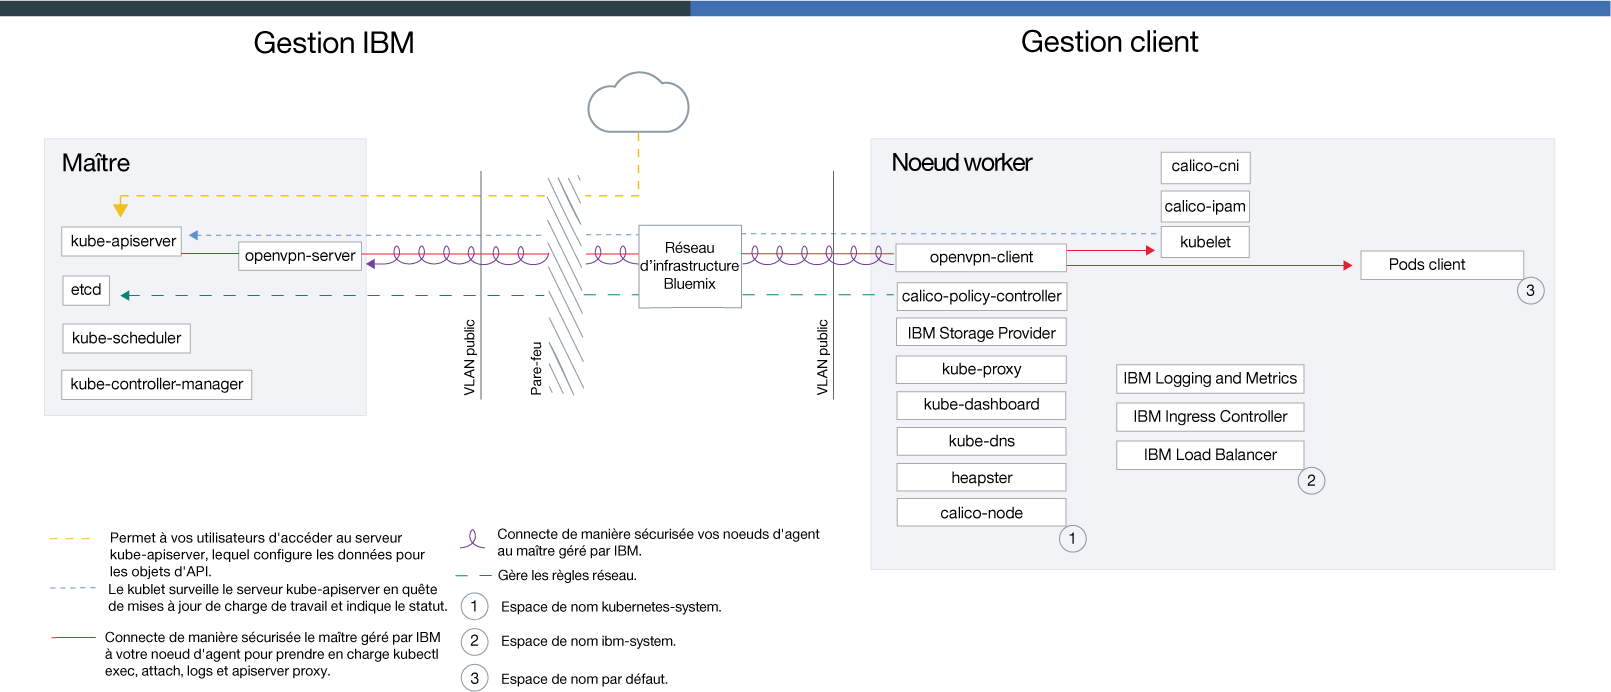 Gestion IBM
Gestion client
Maître
kube-apiserver
openvpn-server
etcd
kube-scheduler
kube-controller-manager
VLAN public
Pare-feu
Réseau
d'infrastructure
Bluemix
VLAN public
Noeud worker
calico-cni
calico-ipam
kubelet
openvpn-client
Pods client
3
calico-policy-controller
IBM Storage Provider
kube-proxy
kube-dashboard
kube-dns
heapster
calico-node
1
IBM Logging and Metrics
IBM Ingress Controller
IBM Load Balancer
2
Permet à vos utilisateurs d'accéder au serveur
kube-apiserver, lequel configure les données pour
les objets d'API.
Le kublet surveille le serveur kube-apiserver en quête
de mises à jour de charge de travail et indique le statut.
Connecte de manière sécurisée le maître géré par IBM
à votre noeud d'agent pour prendre en charge kubectl
exec, attach, logs et apiserver proxy.
Connecte de manière sécurisée vos noeuds d'agent
au maître géré par IBM.
Gère les règles réseau.
1 Espace de nom kubernetes-system.
2 Espace de nom ibm-system.
3 Espace de nom par défaut.